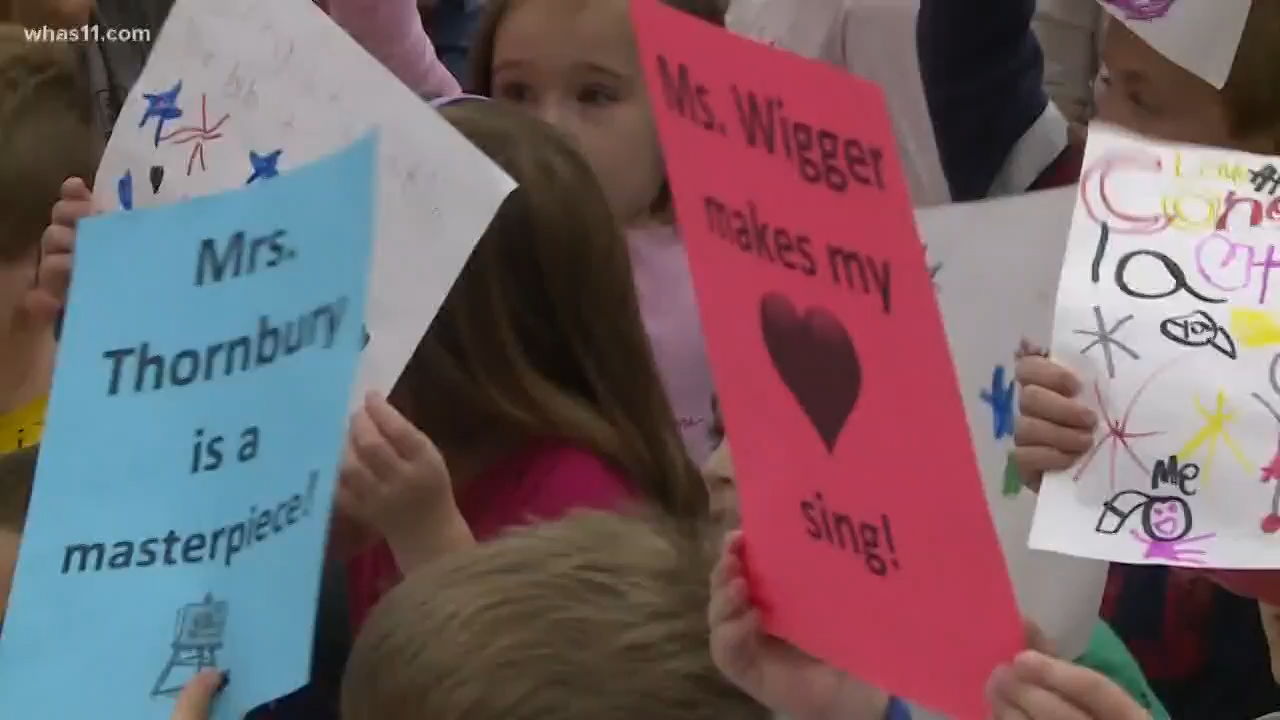 whas11.com
Mrs.
Thornbury
is a
masterpiece!
Ms. Wigger
makes my
sing!
Me